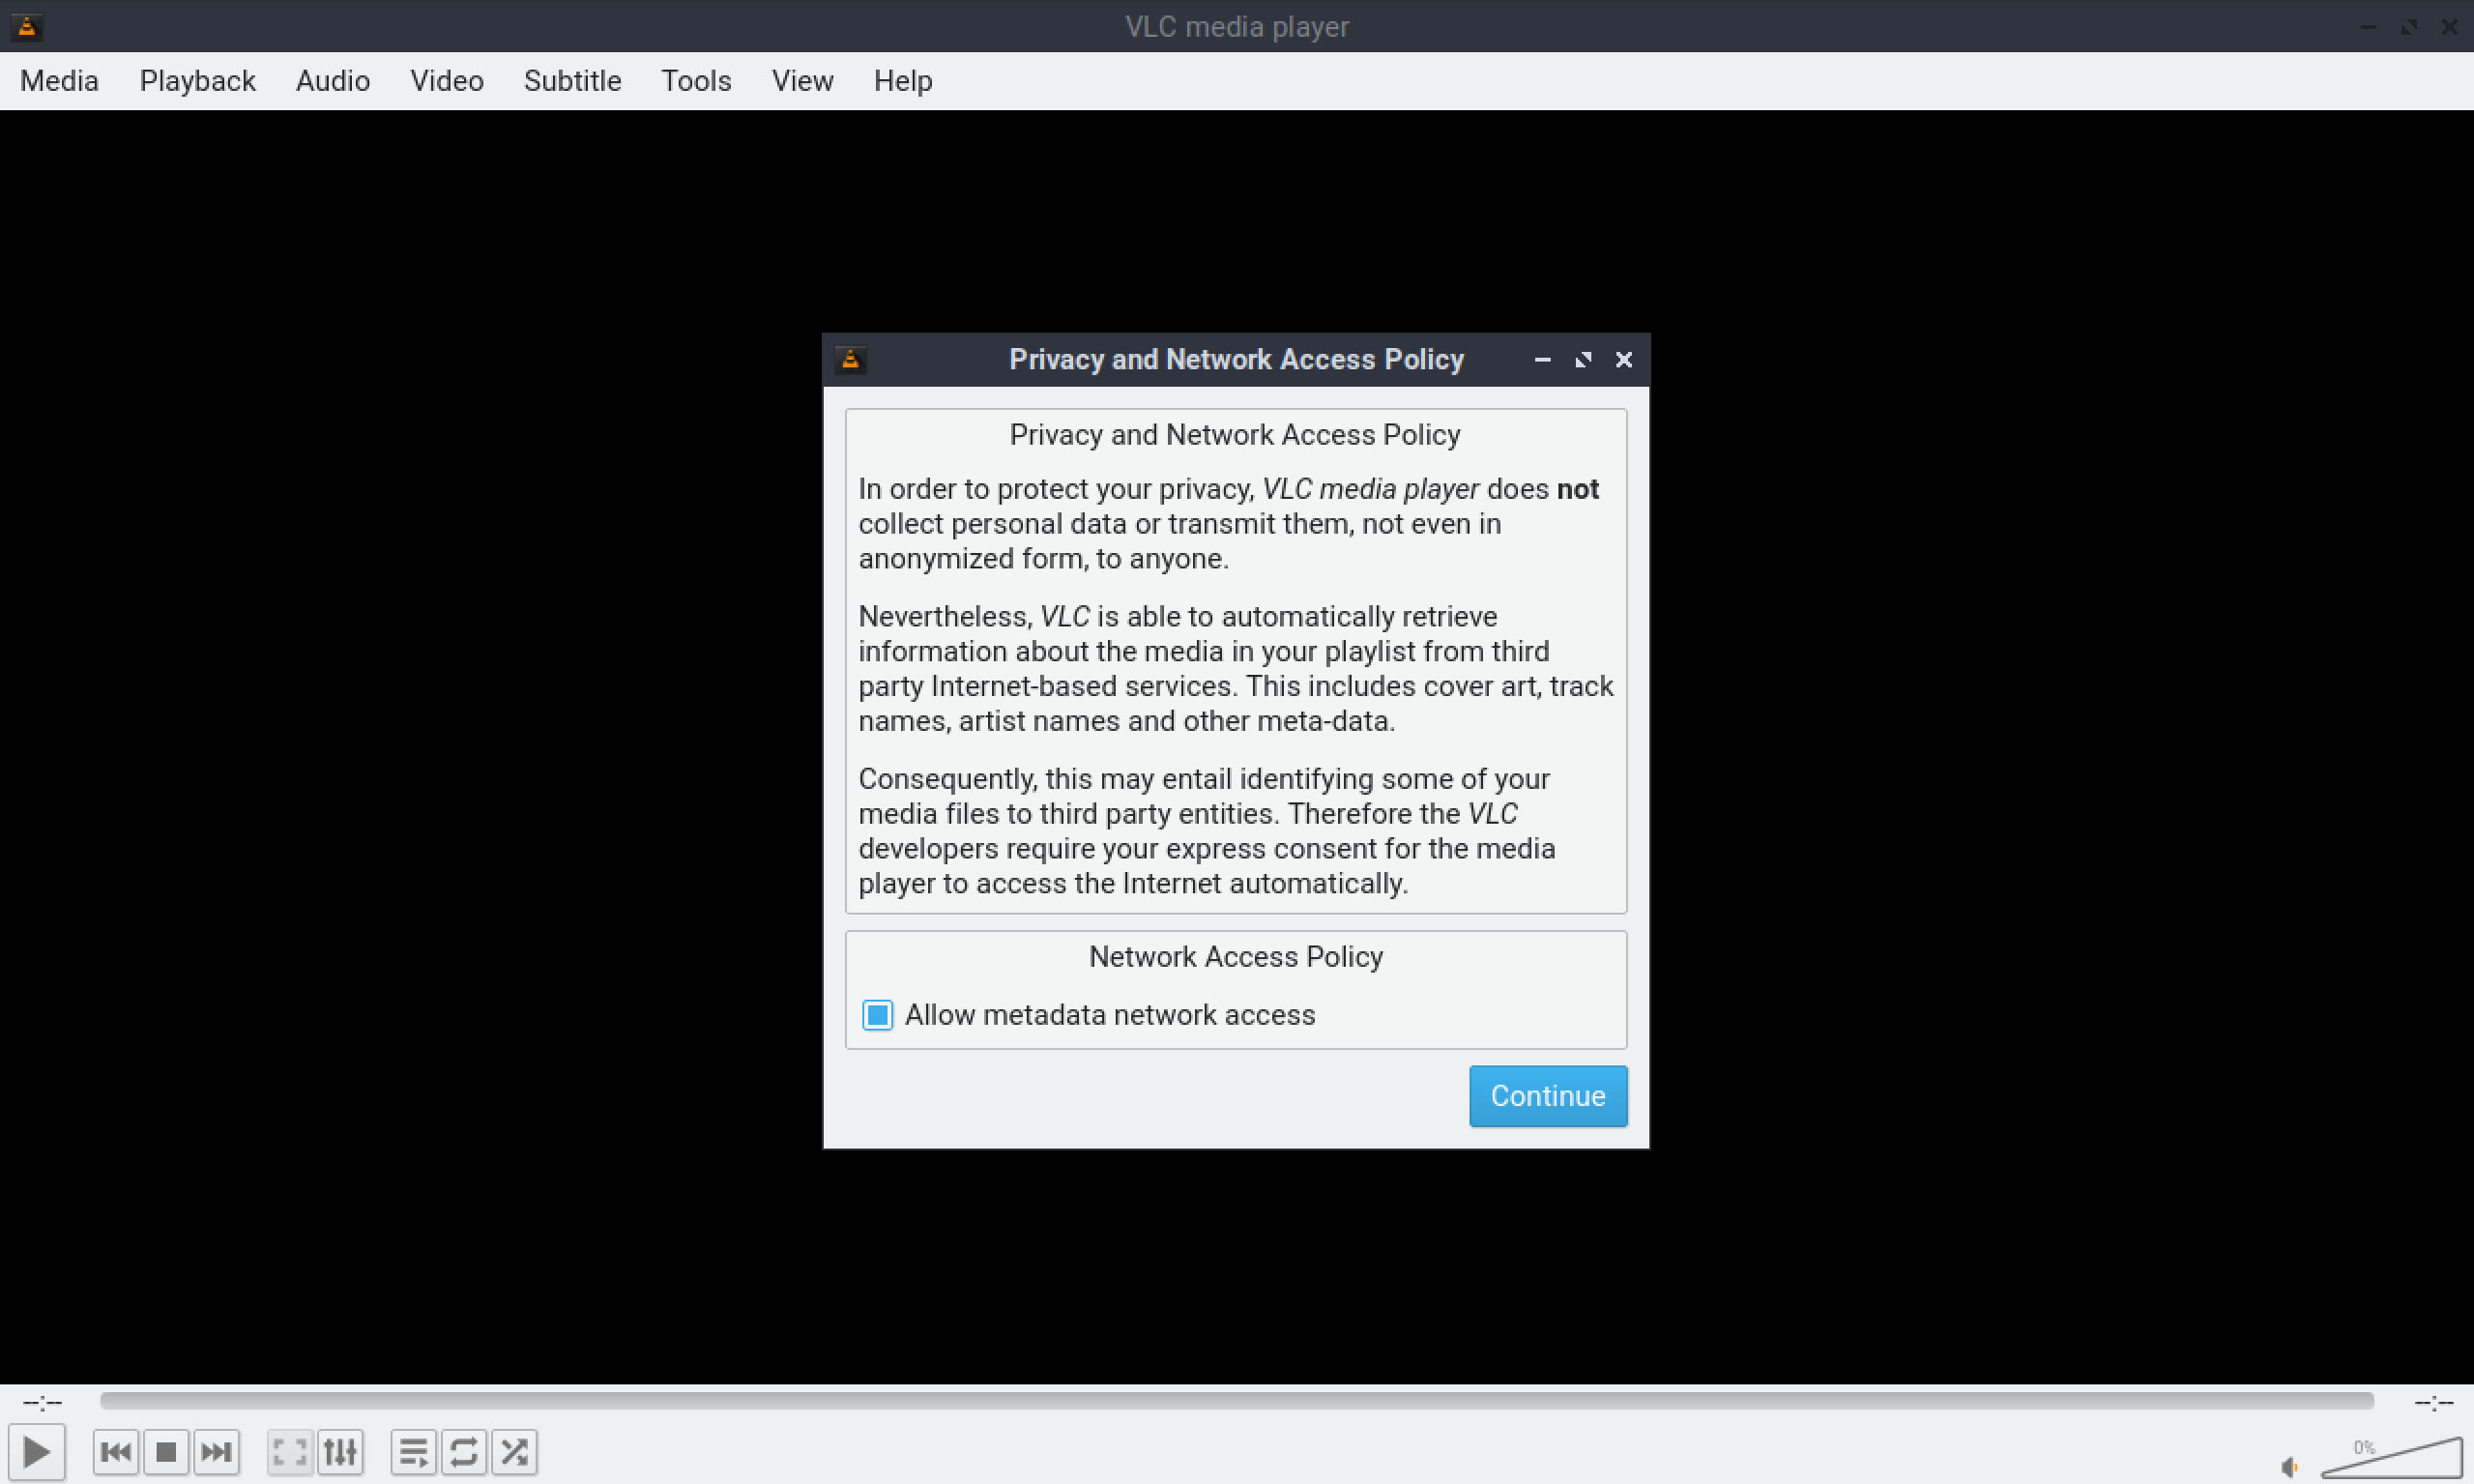 VLC media player
Media Playback Audio Video Subtitle Tools View Help
Privacy and Network Access Policy
Privacy and Network Access Policy
In order to protect your privacy, VLC media player does not
collect personal data or transmit them, not even in
anonymized form, to anyone.
Nevertheless, VLC is able to automatically retrieve
information about the media in your playlist from third
party Internet-based services. This includes cover art, track
names, artist names and other meta-data.
Consequently, this may entail identifying some of your
media files to third party entities. Therefore the VLC
developers require your express consent for the media
player to access the Internet automatically.
Network Access Policy
Allow metadata network access
Continue
--:-- --:--
0%